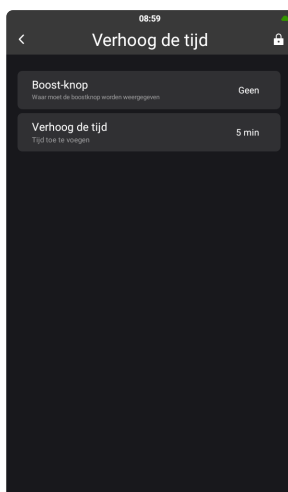 08:59
Verhoog de tijd
Boost-knop
Waar moet de boostknop worden weergegeven
Geen
Verhoog de tijd
Tijd toe te voegen
5 min